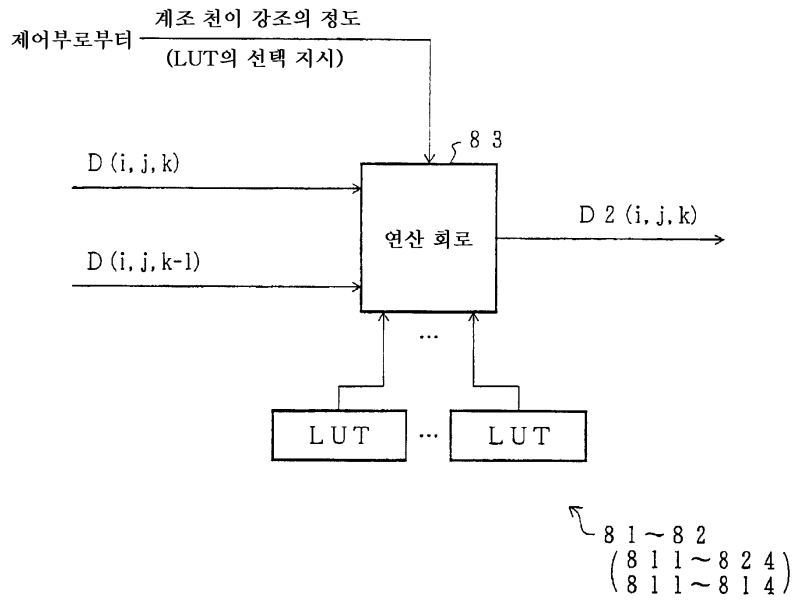 계조 천이 강조의 정도
제어부로부터
(LUT의 선택 지시)
8 3
D (i, j, k)
연산 회로
D 2 (i, j, k)
D (i, j, k-1)
...
LUT ... LUT
8 1 ~ 8 2
(8 1 1 ~ 8 2 4)
(8 1 1 ~ 8 1 4)